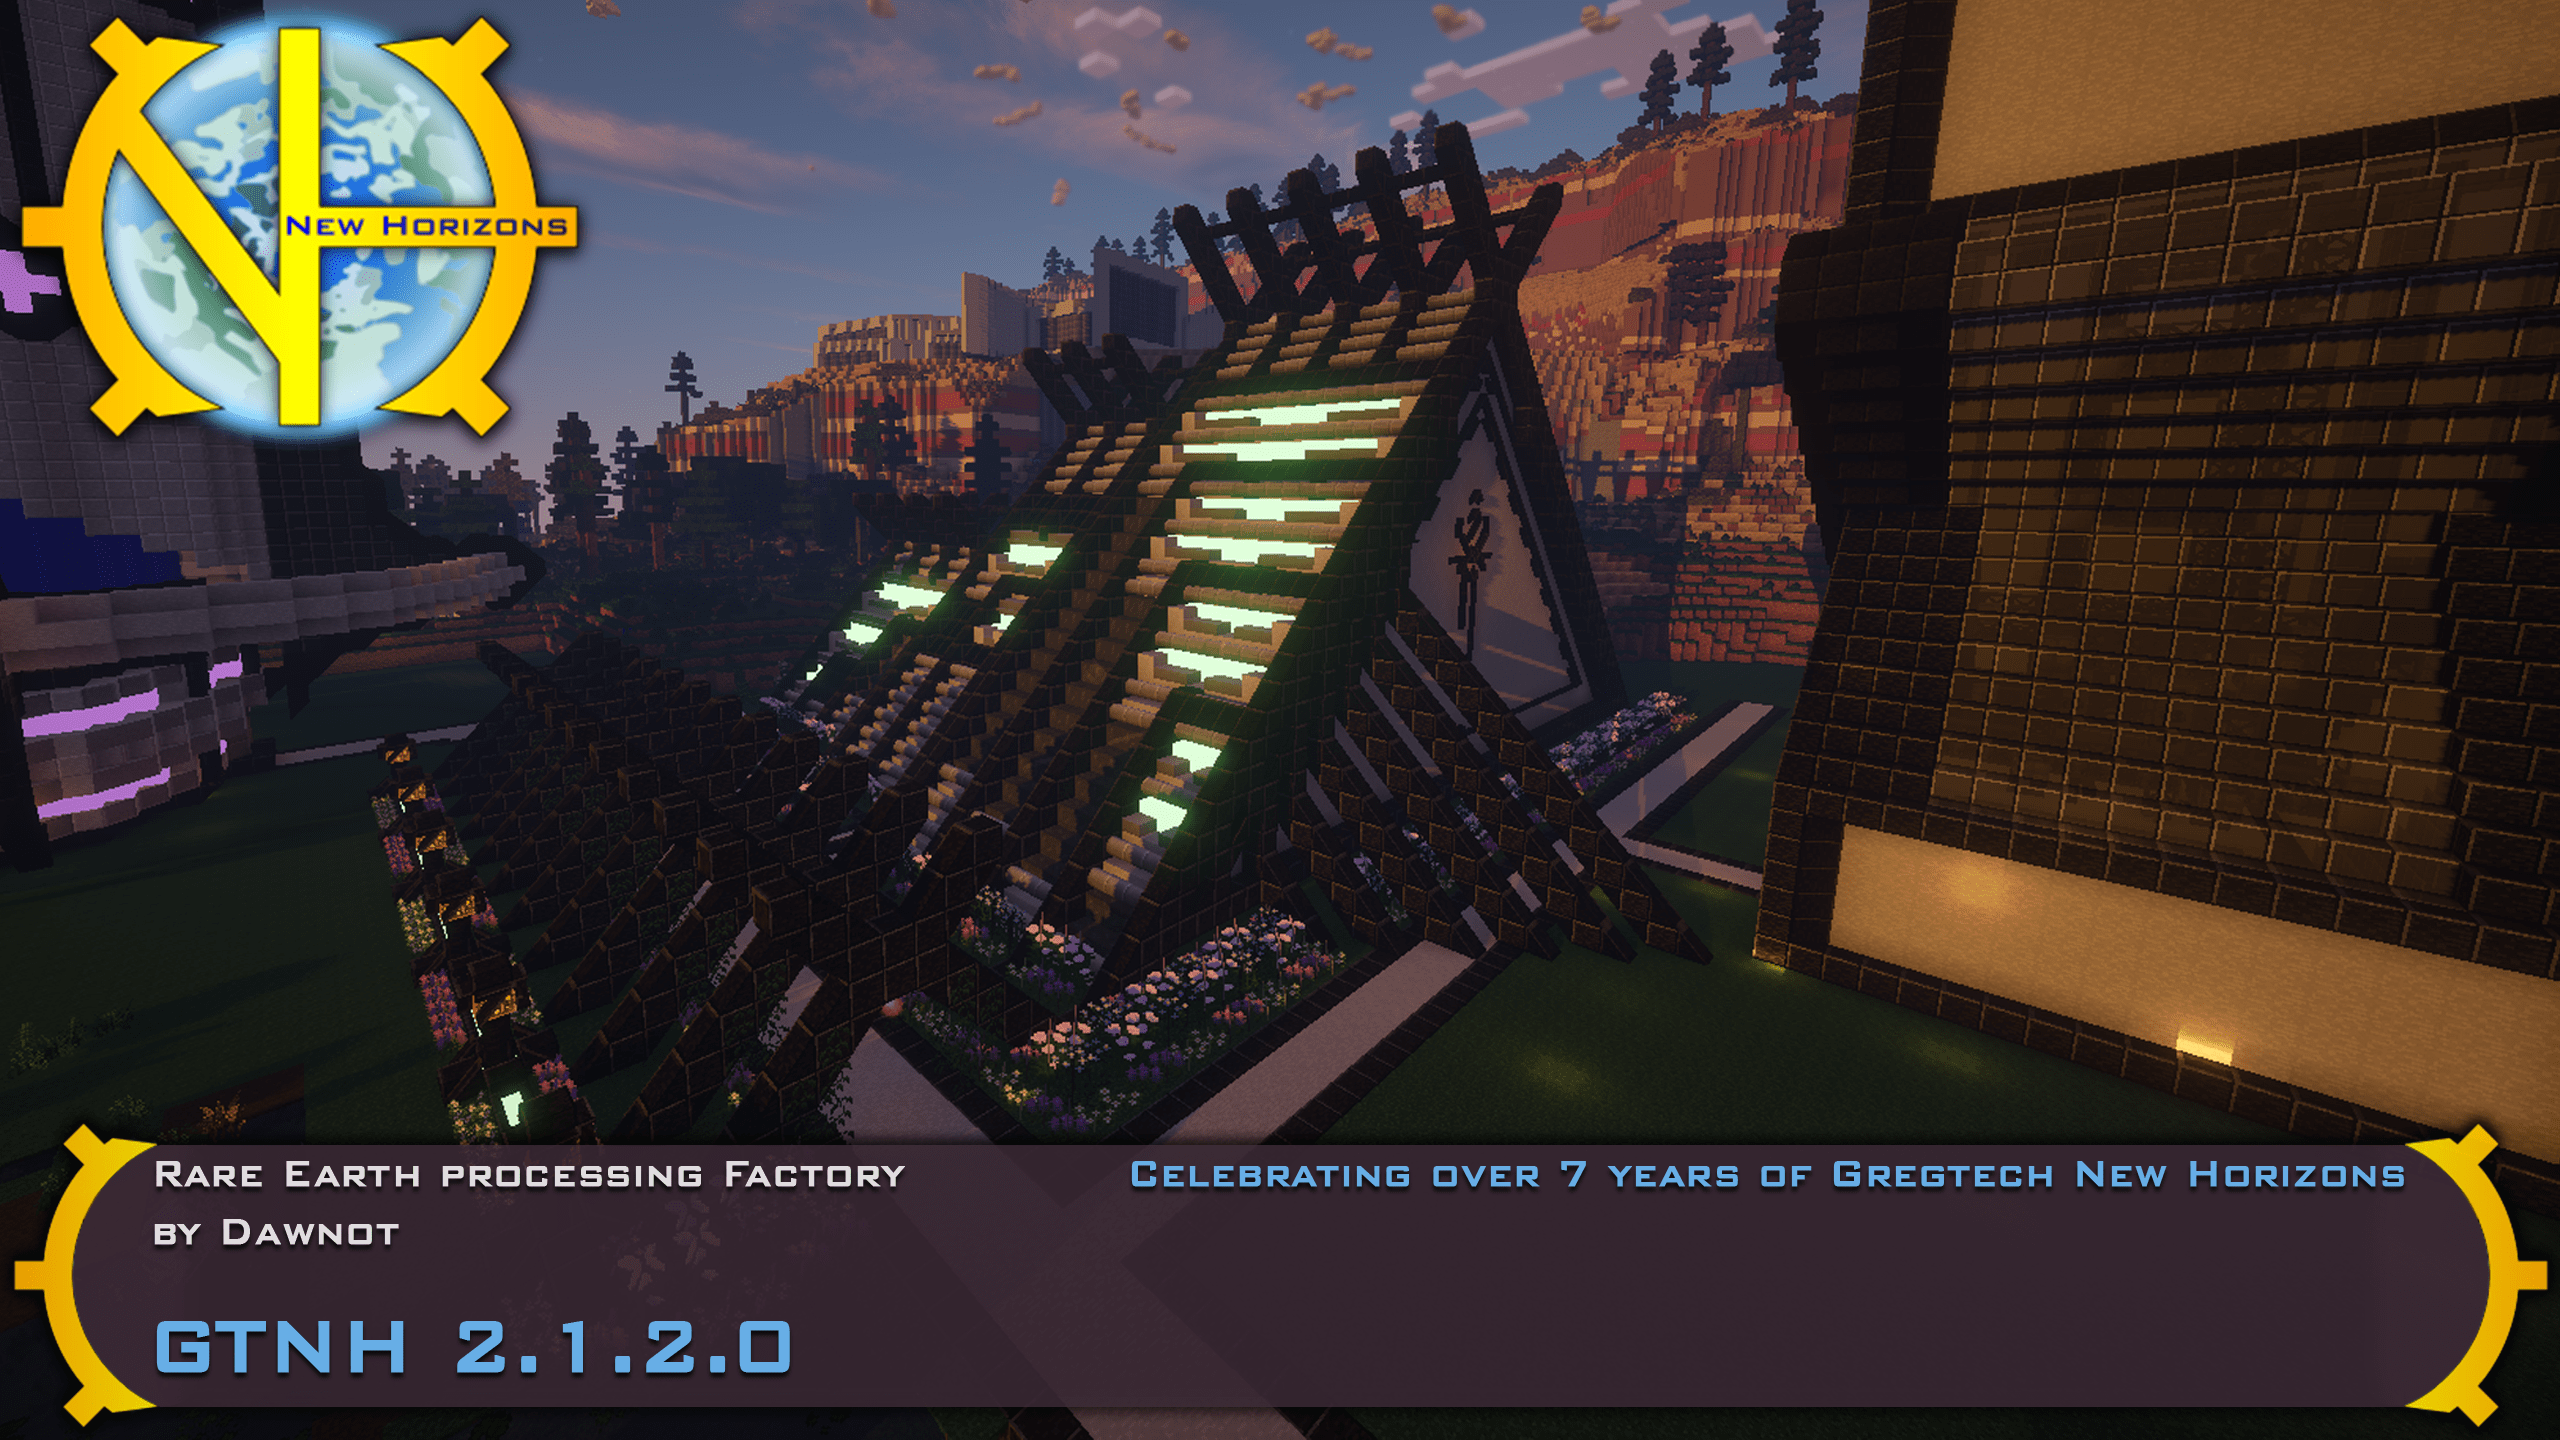 New Horizons
Rare Earth processing Factory
by Dawnot
Celebrating over 7 years of Gregtech New Horizons
GTNH 2.1.2.0